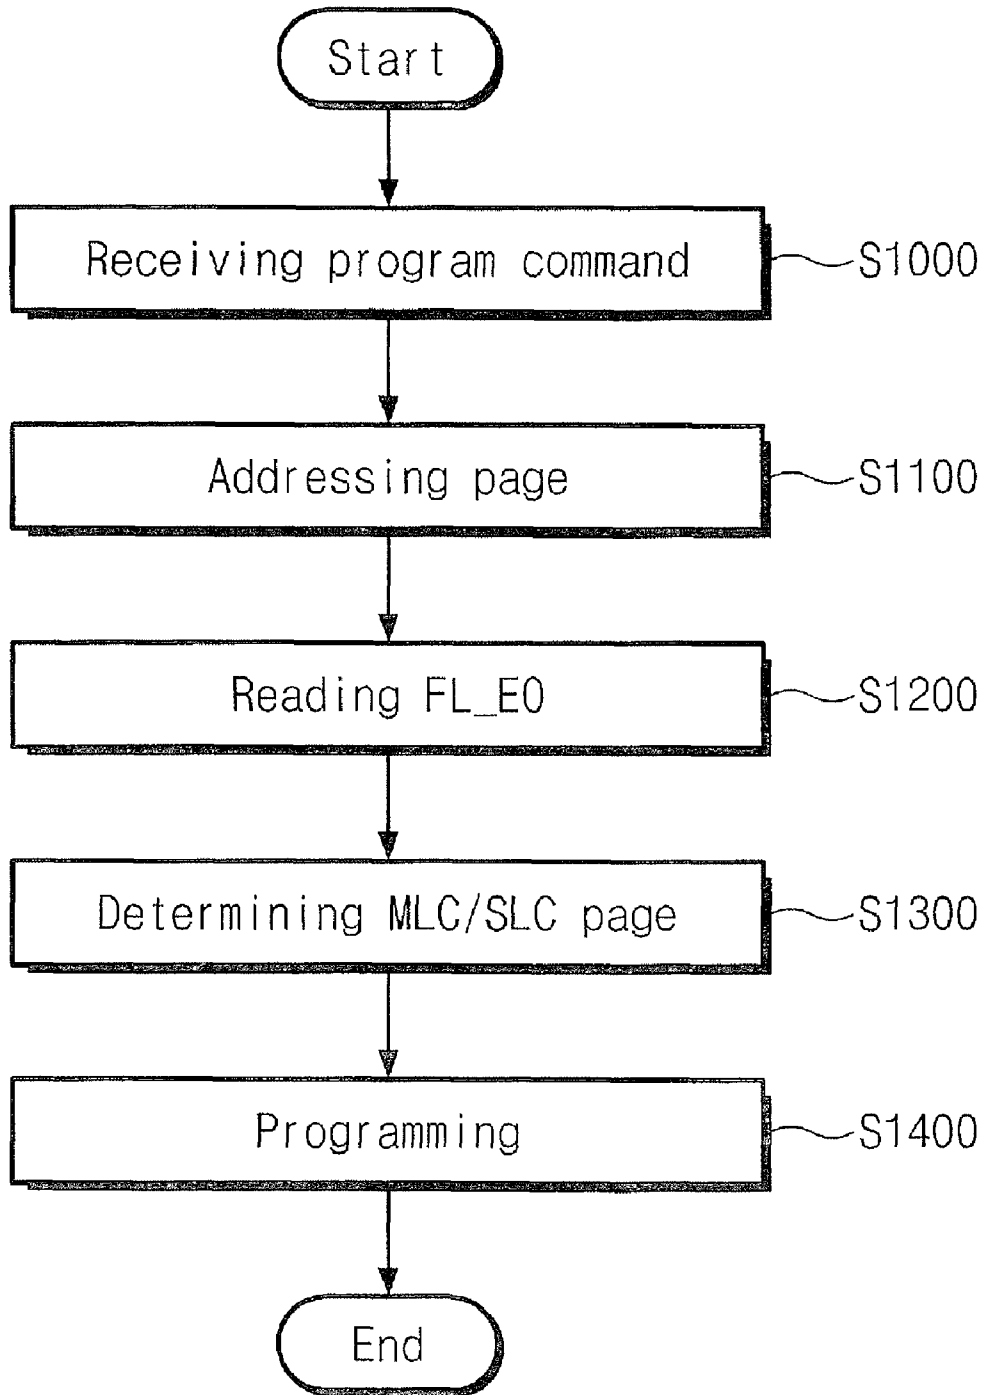 Start
Receiving program command
S1000
Addressing page
S1100
Reading FL_E0
S1200
Determining MLC/SLC page
S1300
Programming
S1400
End